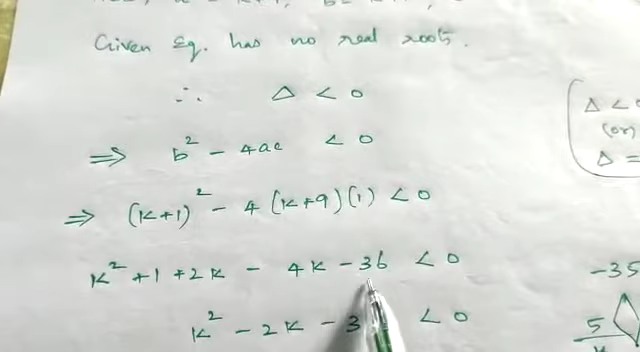 Given Eq. has no real roots.
∴ Δ < 0
⇒ b² - 4ac < 0
⇒ (k+1)² - 4(k+9)(1) < 0
k² + 1 + 2k - 4k - 36 < 0
k² - 2k - 3 < 0
Δ < 0
(or)
Δ =
-35
5